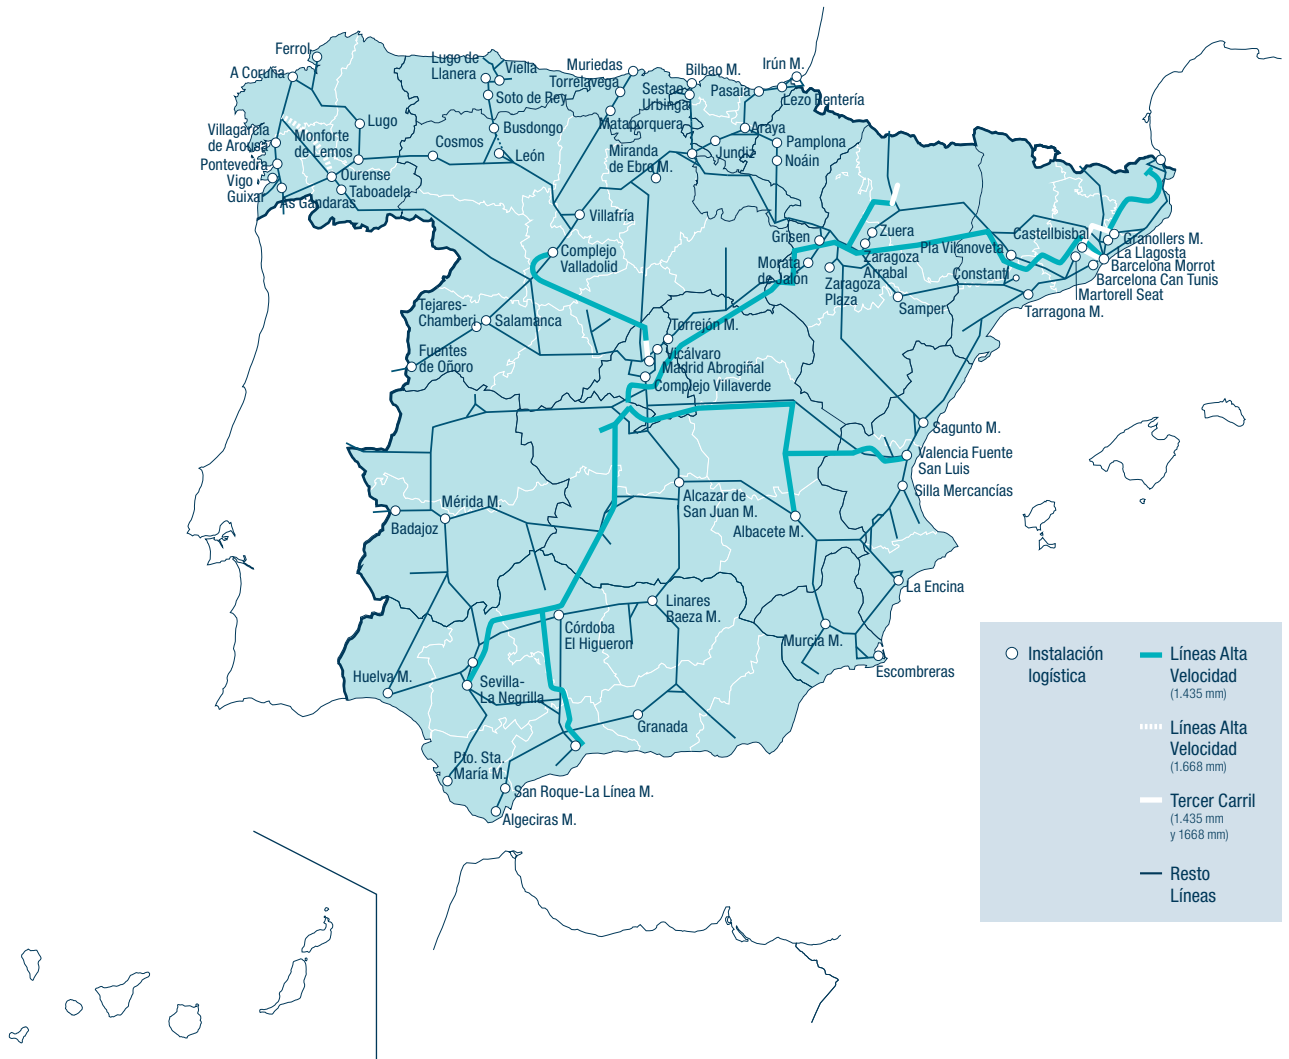 Ferrol
A Coruña
Lugo de
Llanera
Viella
Soto de Rey
Muriedas
Torrelavega
Bilbao M.
Sestao
Urbinga
Irún M.
Pasaia
Lezo Rentería
Lugo
Villagarcía
de Arousa
Monforte
de Lemos
Cosmos
Busdongo
León
Mataporquera
Araya
Pamplona
Miranda
de Ebro M.
Jundiz
Noáin
Pontevedra
Vigo
Guixar
Ourense
Taboadela
As Gándaras
Villafría
Complejo
Valladolid
Grisen
Zuera
Morata
de Jalón
Zaragoza
Arrabal
Zaragoza
Plaza
Pla Vilanoveta
Castellbisbal
Granollers M.
La Llagosta
Barcelona Morrot
Barcelona Can Tunis
Martorell Seat
Constantí
Samper
Tarragona M.
Tejares-
Chamberi
Salamanca
Fuentes
de Oñoro
Torrejón M.
Vicálvaro
Madrid Abrogiñal
Complejo Villaverde
Sagunto M.
Valencia Fuente
San Luis
Silla Mercancías
Mérida M.
Badajoz
Alcazar de
San Juan M.
Albacete M.
La Encina
Linares
Baeza M.
Córdoba
El Higueron
Murcia M.
Escombreras
Huelva M.
Sevilla-
La Negrilla
Granada
Pto. Sta.
María M.
San Roque-La Línea M.
Algeciras M.
Instalación
logística
Líneas Alta
Velocidad
(1.435 mm)
Líneas Alta
Velocidad
(1.668 mm)
Tercer Carril
(1.435 mm
y 1668 mm)
Resto
Líneas